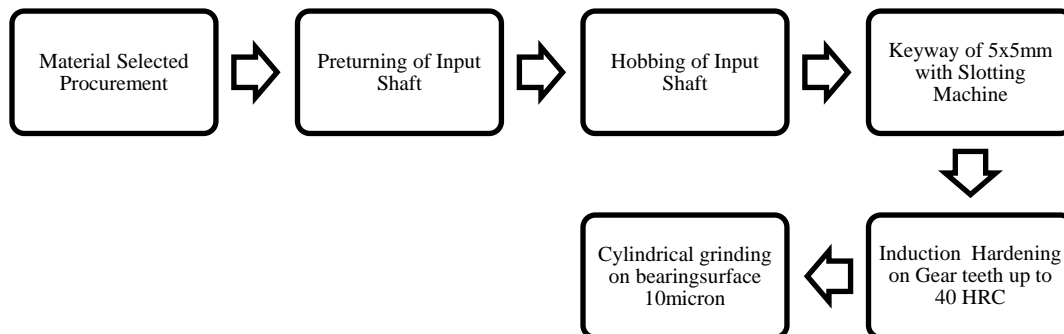 Material Selected
Procurement
Preturning of Input
Shaft
Hobbing of Input
Shaft
Keyway of 5x5mm
with Slotting
Machine
Induction  Hardening
on Gear teeth up to
40 HRC
Cylindrical grinding
on bearingsurface
10micron